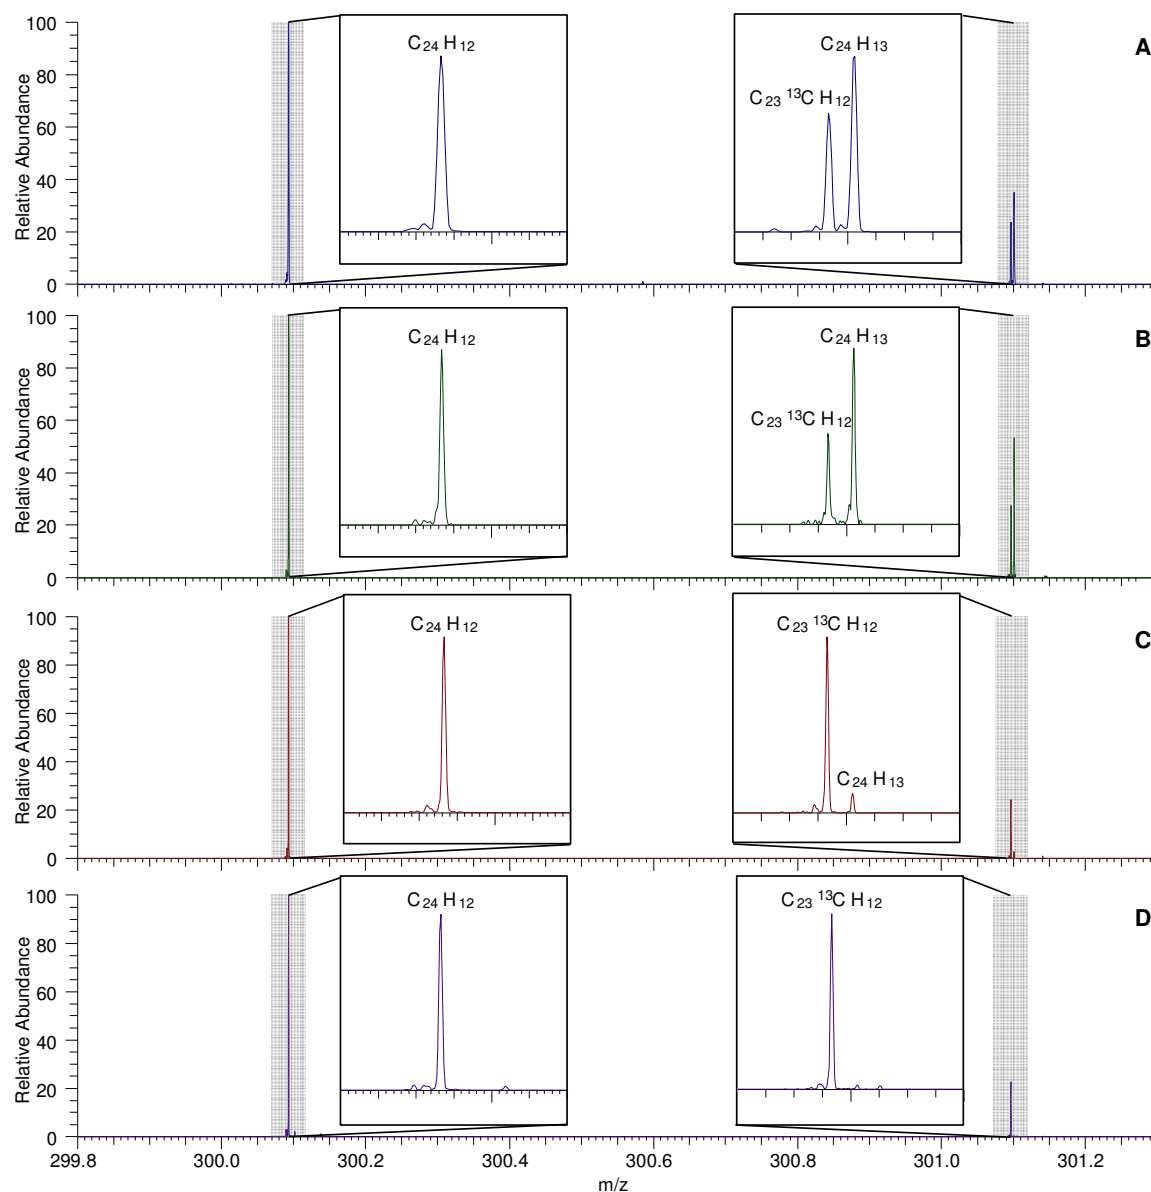 100
80
60
40
20
0
Relative Abundance
C24 H12
C24 H13
C23 13C H12
A
100
80
60
40
20
0
Relative Abundance
C24 H12
C24 H13
C23 13C H12
B
100
80
60
40
20
0
Relative Abundance
C24 H12
C23 13C H12
C24 H13
C
100
80
60
40
20
0
Relative Abundance
C24 H12
C23 13C H12
D
299.8 300.0 300.2 300.4 300.6 300.8 301.0 301.2
m/z